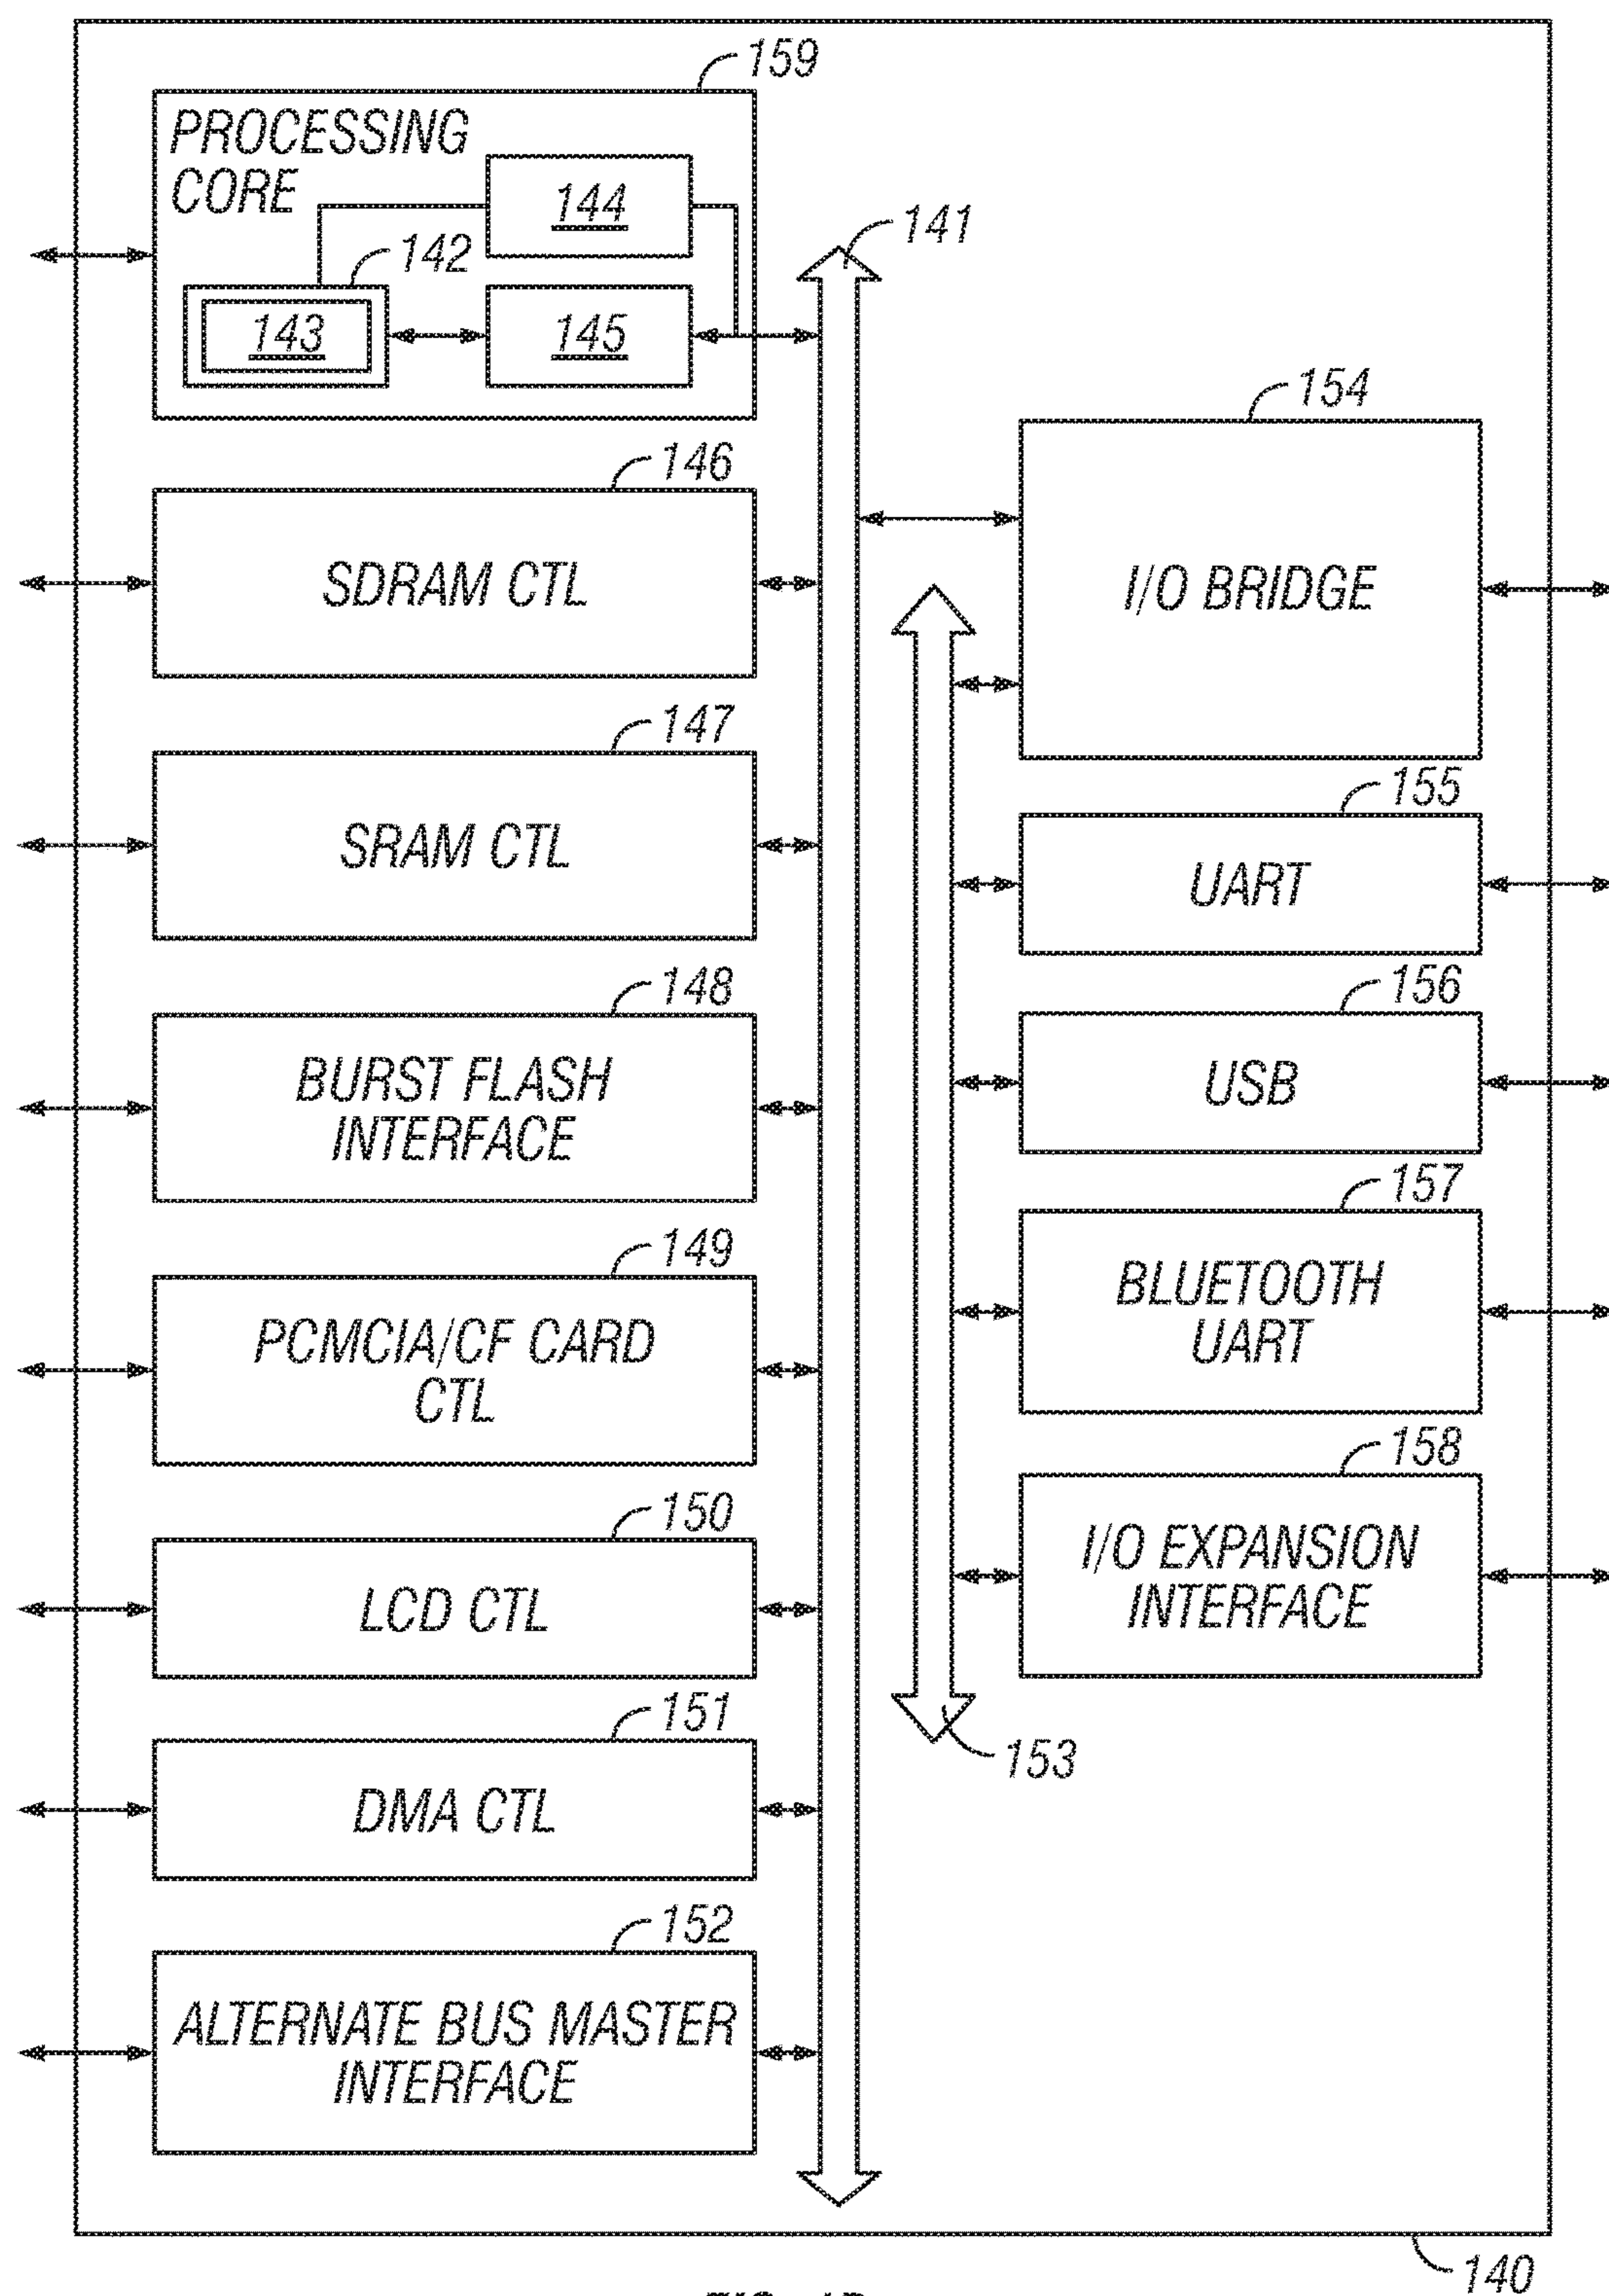 159
PROCESSING
CORE
144
142
143
145
141
154
146
SDRAM CTL
I/O BRIDGE
147
SRAM CTL
155
UART
148
BURST FLASH
INTERFACE
156
USB
149
PCMCIA/CF CARD
CTL
157
BLUETOOTH
UART
150
LCD CTL
158
I/O EXPANSION
INTERFACE
151
DMA CTL
153
152
ALTERNATE BUS MASTER
INTERFACE
140